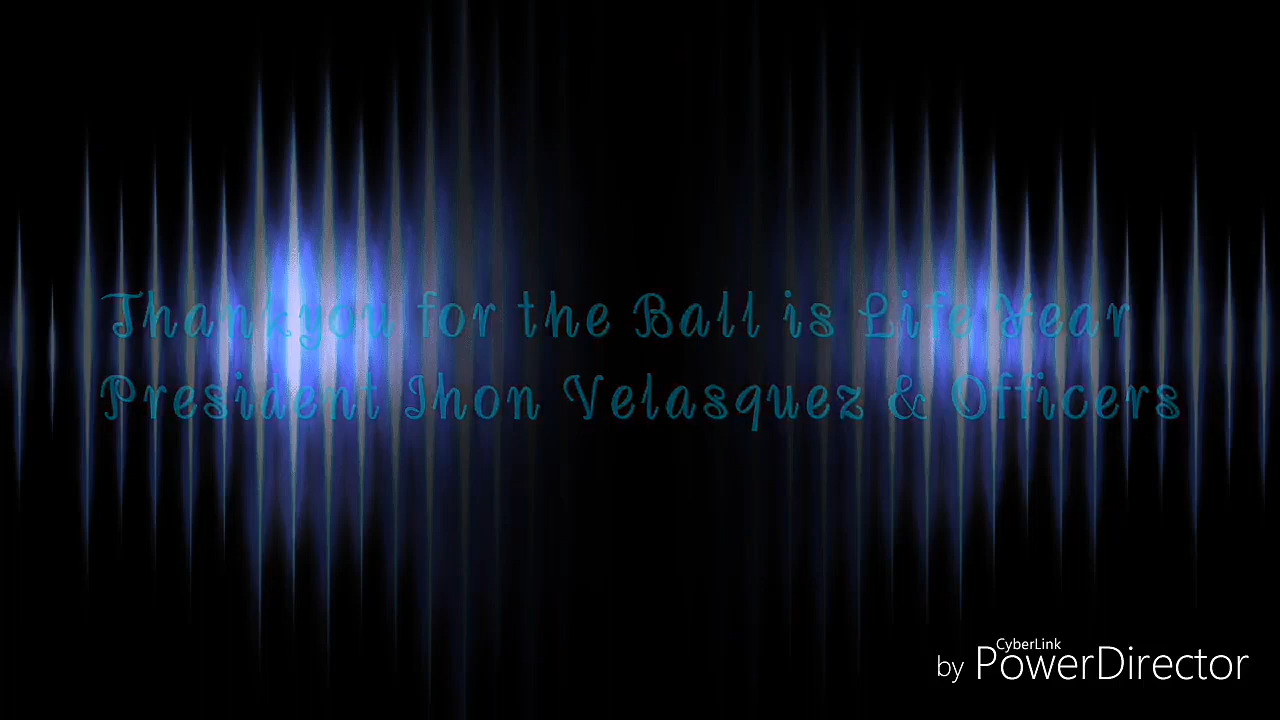 Thankyou for the Ball is Life Year
President Jhon Velasquez & Officers
CyberLink
by PowerDirector